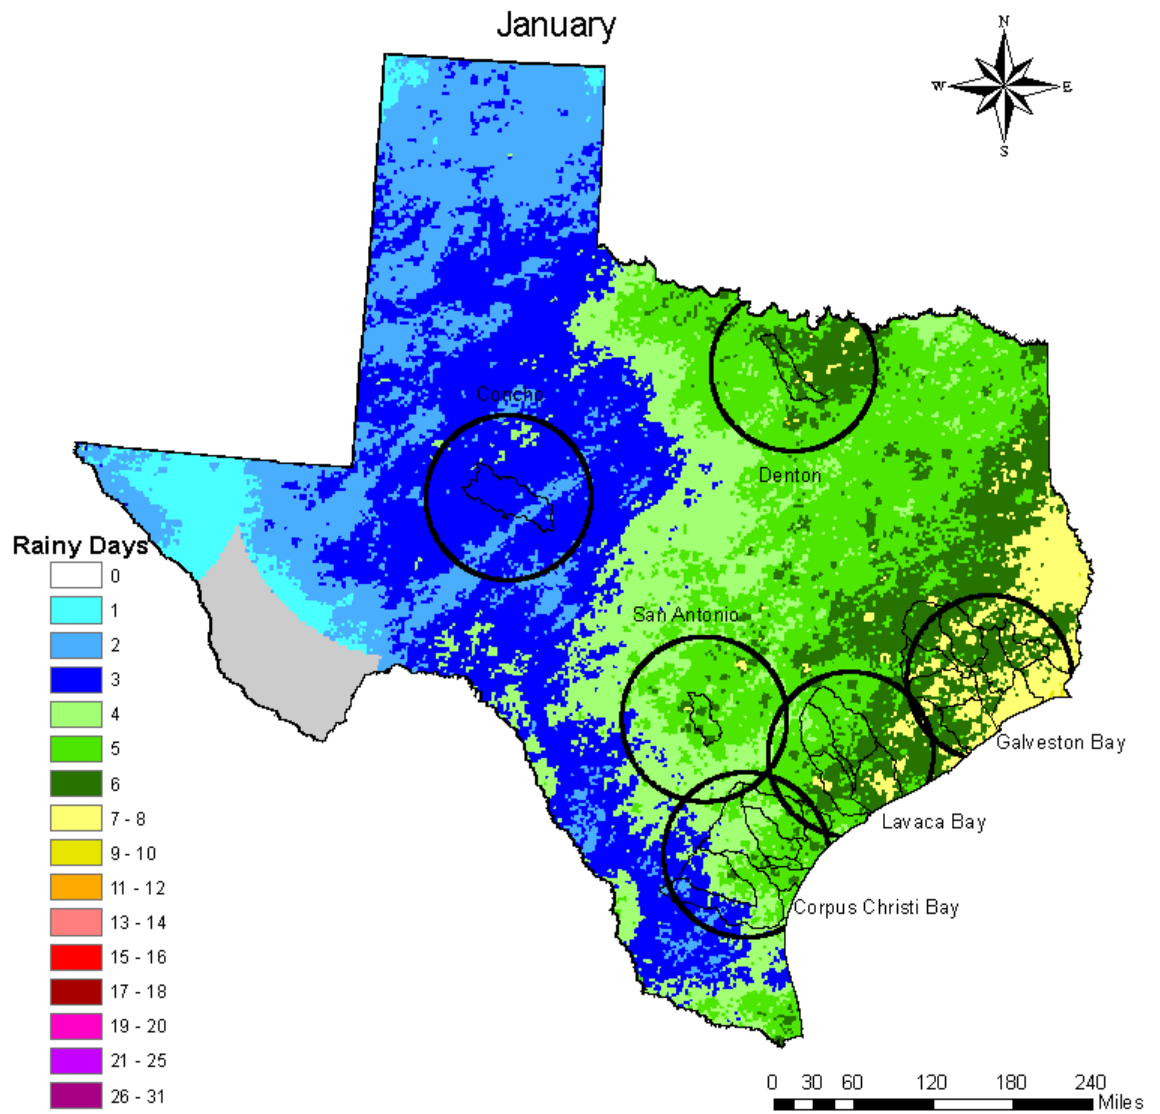 January
N
W
E
S
Concho
Denton
Rainy Days
0
1
2
3
4
5
6
7 - 8
9 - 10
11 - 12
13 - 14
15 - 16
17 - 18
19 - 20
21 - 25
26 - 31
San Antonio
Galveston Bay
Lavaca Bay
Corpus Christi Bay
0 30 60 120 180 240
Miles